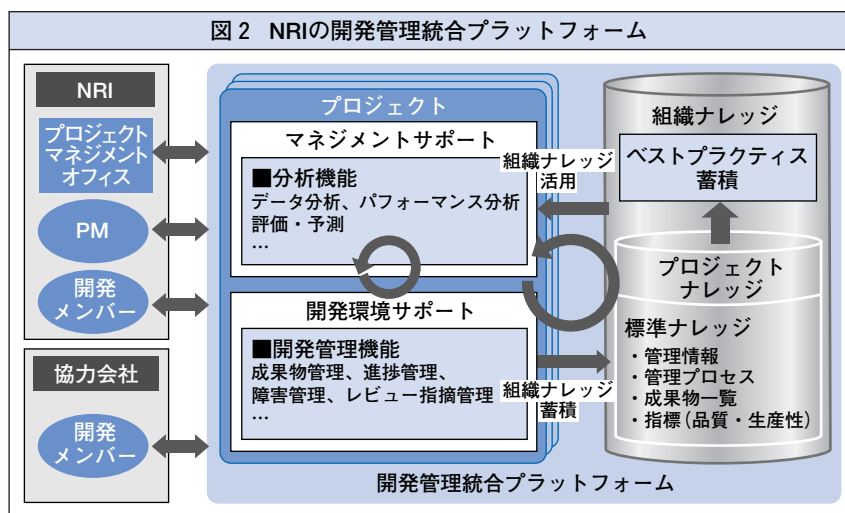 図2 NRIの開発管理統合プラットフォーム
NRI
プロジェクト
マネジメント
オフィス
PM
開発
メンバー
協力会社
開発
メンバー
プロジェクト
マネジメントサポート
■分析機能
データ分析、パフォーマンス分析
評価・予測
…
開発環境サポート
■開発管理機能
成果物管理、進捗管理、
障害管理、レビュー指摘管理
…
組織ナレッジ
活用
組織ナレッジ
蓄積
組織ナレッジ
ベストプラクティス
蓄積
プロジェクト
ナレッジ
標準ナレッジ
・管理情報
・管理プロセス
・成果物一覧
・指標(品質・生産性)
開発管理統合プラットフォーム